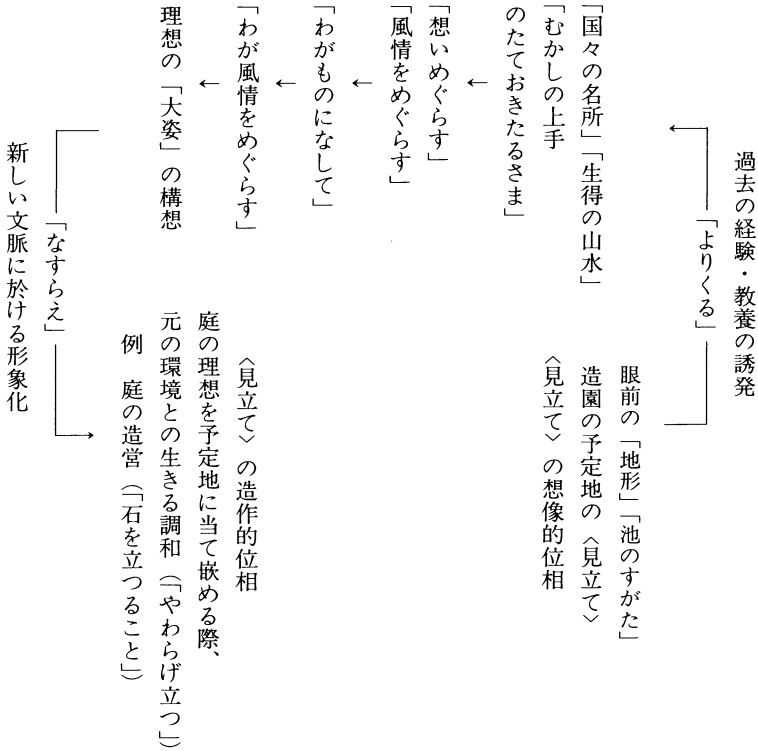 過去の経験・教養の誘発
「よりくる」
眼前の「地形」「池のすがた」
造園の予定地の〈見立て〉
〈見立て〉の想像的位相
「国々の名所」「生得の山水」
「むかしの上手
のたておきたるさま」
←
「想いめぐらす」
「風情をめぐらす」
←
「わがものになして」
←
「わが風情をめぐらす」
←
理想の「大姿」の構想
〈見立て〉の造作的位相
庭の理想を予定地に当て嵌める際、
元の環境との生きる調和（「やわらげ立つ」）
例　庭の造営（「石を立つること」）
「なすらえ」
新しい文脈に於ける形象化